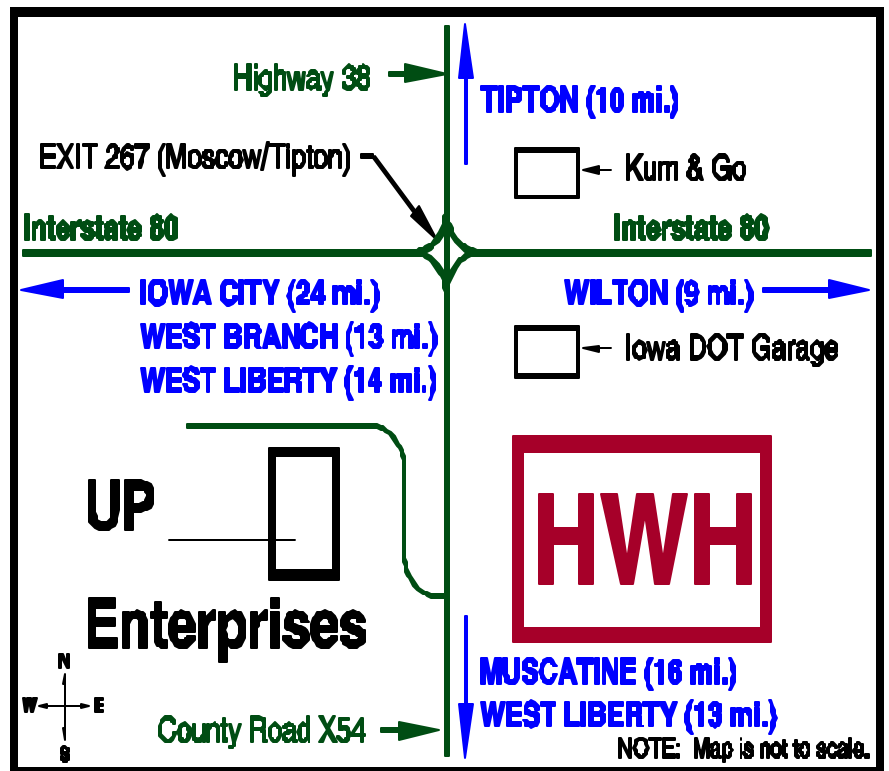 Highway 38
TIPTON (10 mi.)
EXIT 267 (Moscow/Tipton)
Kum & Go
Interstate 80
Interstate 80
IOWA CITY (24 mi.)
WILTON (9 mi.)
WEST BRANCH (13 mi.)
Iowa DOT Garage
WEST LIBERTY (14 mi.)
UP
Enterprises
HWH
N
W
E
S
MUSCATINE (16 mi.)
WEST LIBERTY (13 mi.)
County Road X54
NOTE: Map is not to scale.